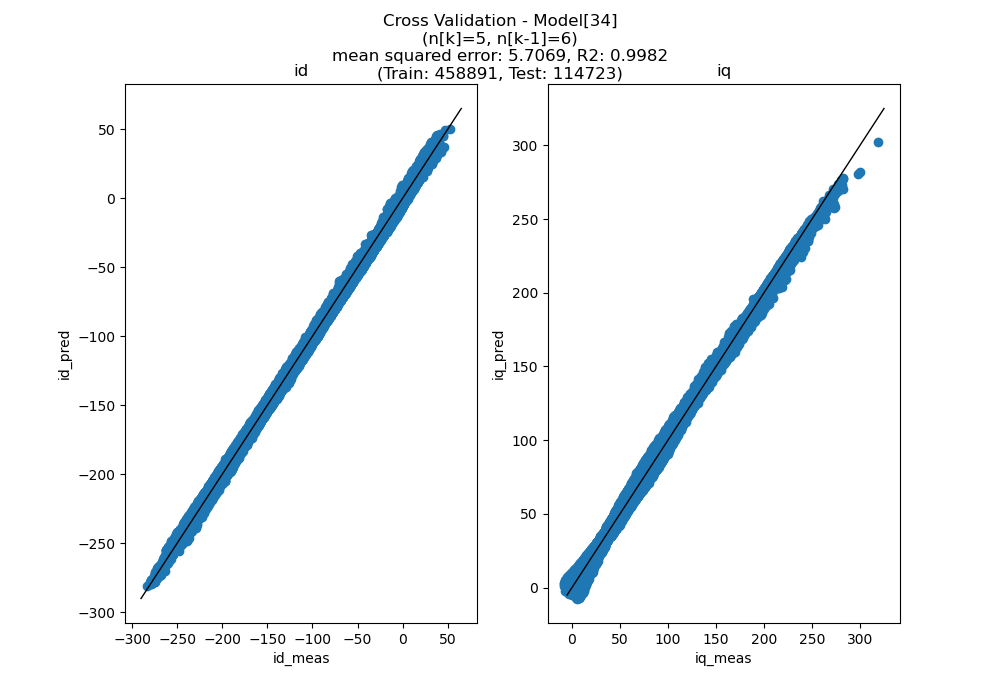 Cross Validation - Model[34]
(n[k]=5, n[k-1]=6)
mean squared error: 5.7069, R2: 0.9982
(Train: 458891, Test: 114723)
id
50
0
−50
−100
−150
−200
−250
−300
id_pred
−300 −250 −200 −150 −100 −50 0 50
id_meas
iq
300
250
200
150
100
50
0
iq_pred
0 50 100 150 200 250 300
iq_meas